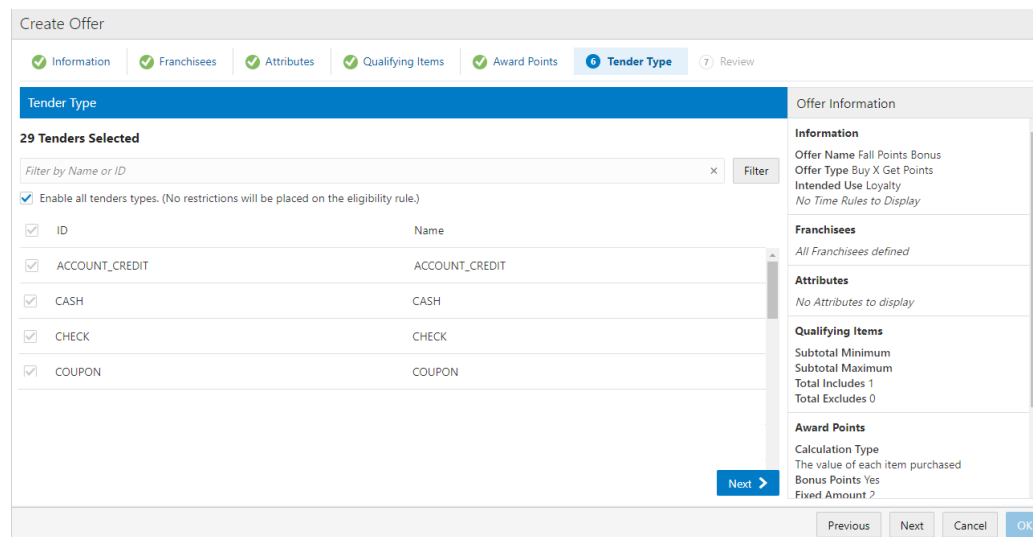 Create Offer
Information
Franchisees
Attributes
Qualifying Items
Award Points
6 Tender Type
7 Review
Tender Type
29 Tenders Selected
Filter by Name or ID
Filter
Enable all tenders types. (No restrictions will be placed on the eligibility rule.)
ID Name
ACCOUNT_CREDIT ACCOUNT_CREDIT
CASH CASH
CHECK CHECK
COUPON COUPON
Next
Offer Information
Information
Offer Name Fall Points Bonus
Offer Type Buy X Get Points
Intended Use Loyalty
No Time Rules to Display
Franchisees
All Franchisees defined
Attributes
No Attributes to display
Qualifying Items
Subtotal Minimum
Subtotal Maximum
Total Includes 1
Total Excludes 0
Award Points
Calculation Type
The value of each item purchased
Bonus Points Yes
Fixed Amount 2
Previous
Next
Cancel
OK